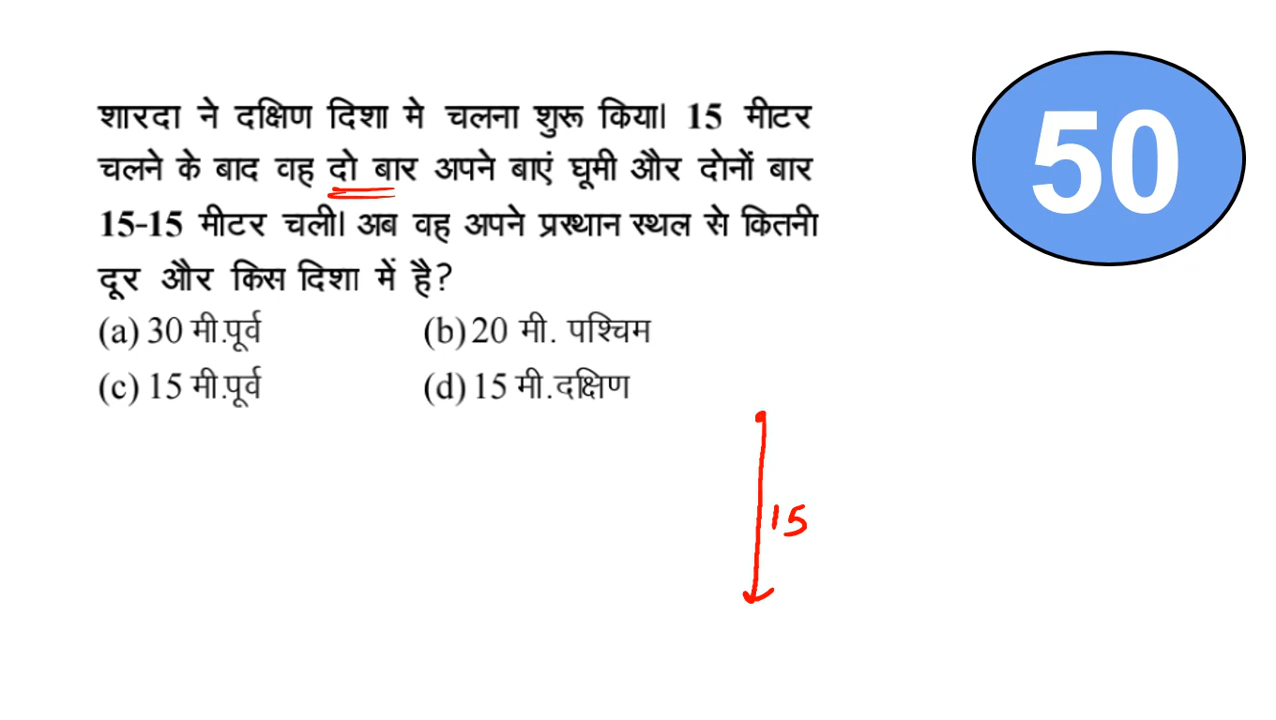 शारदा ने दक्षिण दिशा मे चलना शुरू किया। 15 मीटर
चलने के बाद वह दो बार अपने बाएं घूमी और दोनों बार
15-15 मीटर चली। अब वह अपने प्रस्थान स्थल से कितनी
दूर और किस दिशा में है?
(a) 30 मी.पूर्व (b) 20 मी. पश्चिम
(c) 15 मी.पूर्व (d) 15 मी.दक्षिण
50
15